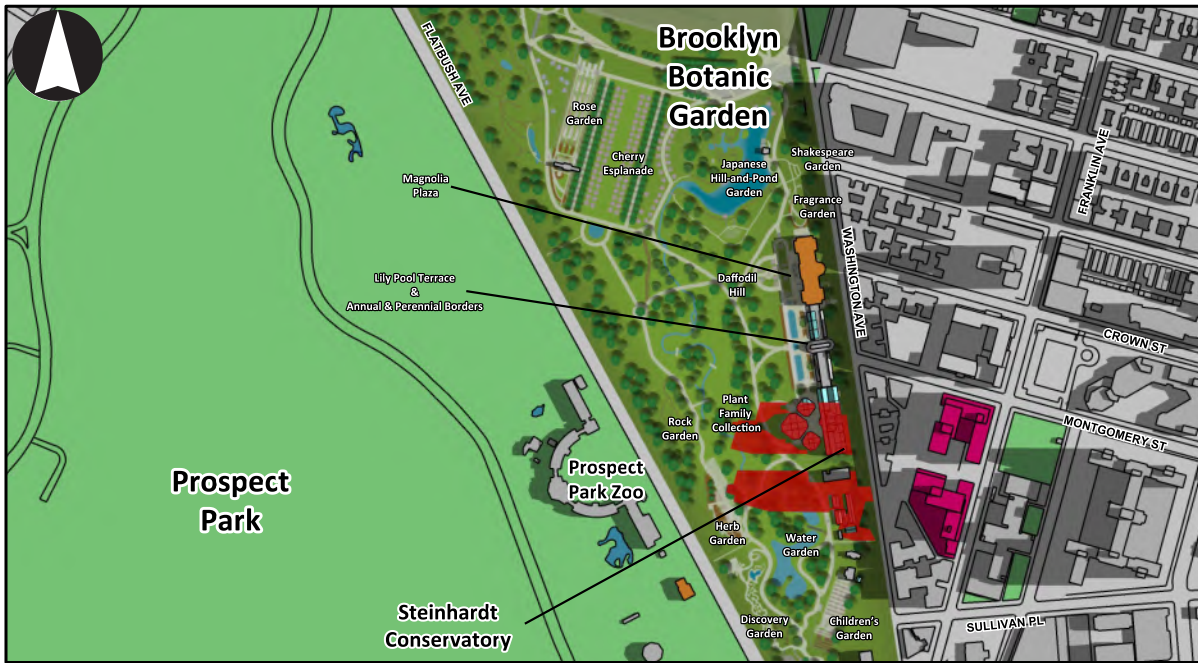 FLATBUSH AVE
Brooklyn
Botanic
Garden
Rose
Garden
Cherry
Esplanade
Japanese
Hill-and-Pond
Garden
Shakespeare
Garden
Fragrance
Garden
FRANKLIN AVE
Magnolia
Plaza
WASHINGTON AVE
Lily Pool Terrace
&
Annual & Perennial Borders
Daffodil
Hill
CROWN ST
Plant
Family
Collection
Rock
Garden
MONTGOMERY ST
Prospect
Park
Prospect
Park Zoo
Herb
Garden
Water
Garden
Steinhardt
Conservatory
Discovery
Garden
Children's
Garden
SULLIVAN PL